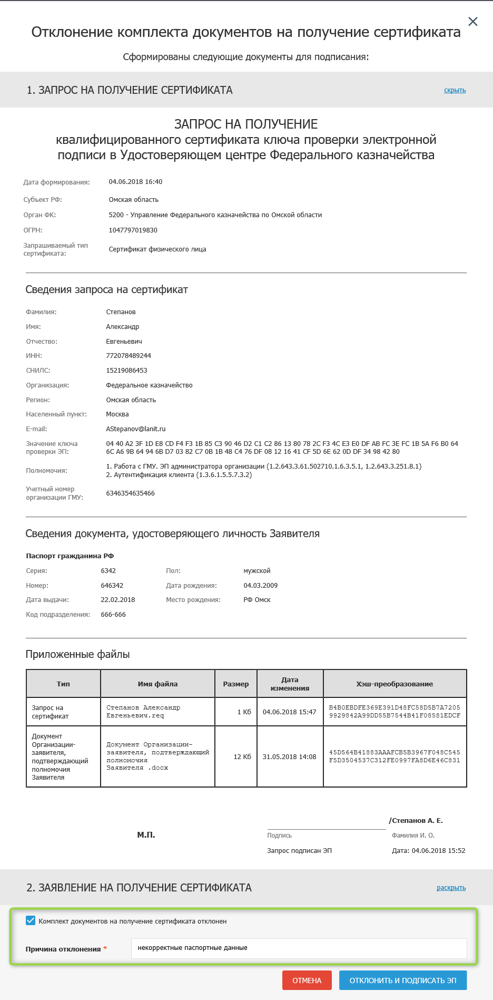 Отклонение комплекта документов на получение сертификата
Сформированы следующие документы для подписания:
1. ЗАПРОС НА ПОЛУЧЕНИЕ СЕРТИФИКАТА скрыть
ЗАПРОС НА ПОЛУЧЕНИЕ
квалифицированного сертификата ключа проверки электронной
подписи в Удостоверяющем центре Федерального казначейства
Дата формирования: 04.06.2018 16:40
Субъект РФ: Омская область
Орган ФК: 5200 - Управление Федерального казначейства по Омской области
ОГРН: 1047797019830
Запрашиваемый тип
сертификата: Сертификат физического лица
Сведения запроса на сертификат
Фамилия: Степанов
Имя: Александр
Отчество: Евгеньевич
ИНН: 772078489244
СНИЛС: 15219086453
Организация: Федеральное казначейство
Регион: Омская область
Населенный пункт: Москва
E-mail: AStepanov@lanit.ru
Значение ключа
проверки ЭП:
04 40 A2 3F 1D E8 CD F4 F3 1B 85 C3 90 46 D2 C1 C2 86 13 80 78 2C F3 4C E3 E0 DF AB FC 3E FC 1B 5A F6 B0 64
6C A6 9B 64 94 6B D7 03 82 C7 0B 1B 48 C4 76 DF 08 12 16 41 CF 5D 6E 62 0D DF 34 98 42 80
Полномочия:
1. Работа с ГМУ. ЭП администратора организации (1.2.643.3.61.502710.1.6.3.5.1, 1.2.643.3.251.8.1)
2. Аутентификация клиента (1.3.6.1.5.5.7.3.2)
Учетный номер
организации ГМУ: 6346354635466
Сведения документа, удостоверяющего личность Заявителя
Паспорт гражданина РФ
Серия: 6342 Пол: мужской
Номер: 646342 Дата рождения: 04.03.2009
Дата выдачи: 22.02.2018 Место рождения: РФ Омск
Код подразделения: 666-666
Приложенные файлы
Тип Имя файла Размер Дата
изменения Хэш-преобразование
Запрос на
сертификат
Степанов Александр
Евгеньевич.req
1 Кб 04.06.2018 15:47
B4B0EBDFE369E391D48FC58D5B7A7205
9929842A99DD55B7544B41F08581EDCF
Документ
Организации-
заявителя,
подтверждающий
полномочия
Заявителя
Документ Организации-
заявителя, подтверждающий
полномочия
Заявителя .docx
12 Кб 31.05.2018 14:08
45D564B41883AAAFCB5B3967F048C545
F5D3504537C312FE0997FA8D6E46C831
/Степанов А. Е.
М.П. Подпись Фамилия И. О.
Запрос подписан ЭП Дата: 04.06.2018 15:52
2. ЗАЯВЛЕНИЕ НА ПОЛУЧЕНИЕ СЕРТИФИКАТА раскрыть
Комплект документов на получение сертификата отклонен
Причина отклонения * некорректные паспортные данные
ОТМЕНА ОТКЛОНИТЬ И ПОДПИСАТЬ ЭП